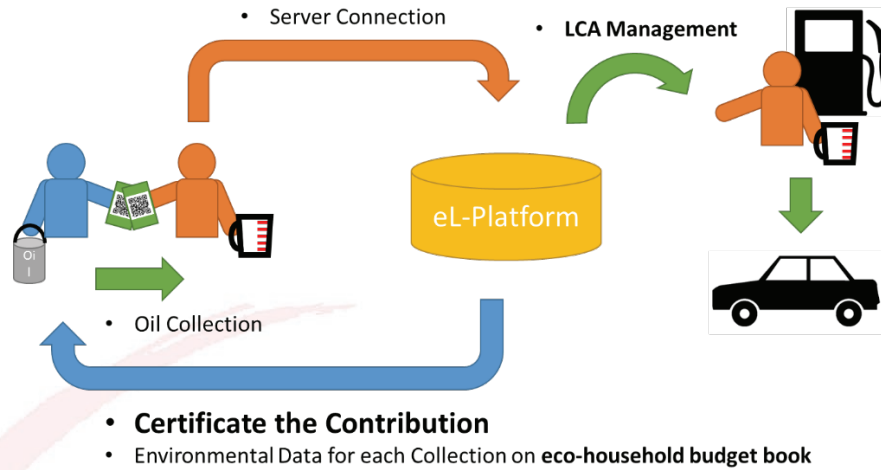 • Server Connection
• LCA Management
eL-Platform
Oi
l
• Oil Collection
• Certificate the Contribution
• Environmental Data for each Collection on eco-household budget book